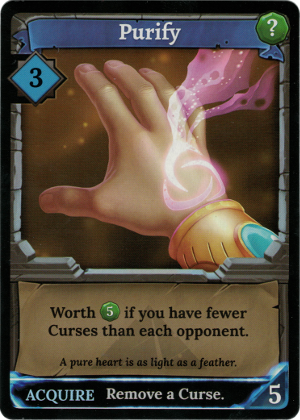 Purify
?
3
Worth 5 if you have fewer
Curses than each opponent.
A pure heart is as light as a feather.
ACQUIRE Remove a Curse.
5